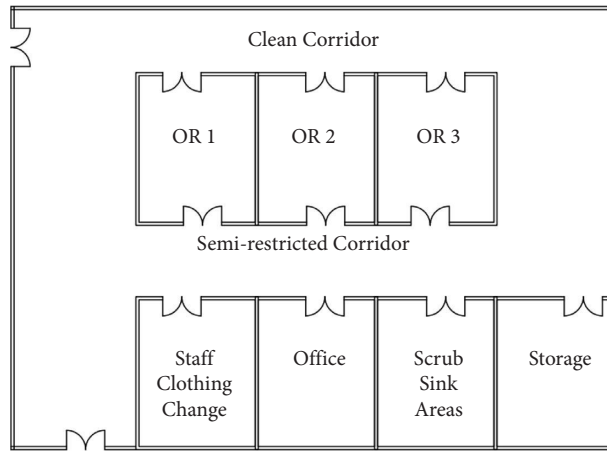 Clean Corridor
OR 1
OR 2
OR 3
Semi-restricted Corridor
Staff
Clothing
Change
Office
Scrub
Sink
Areas
Storage